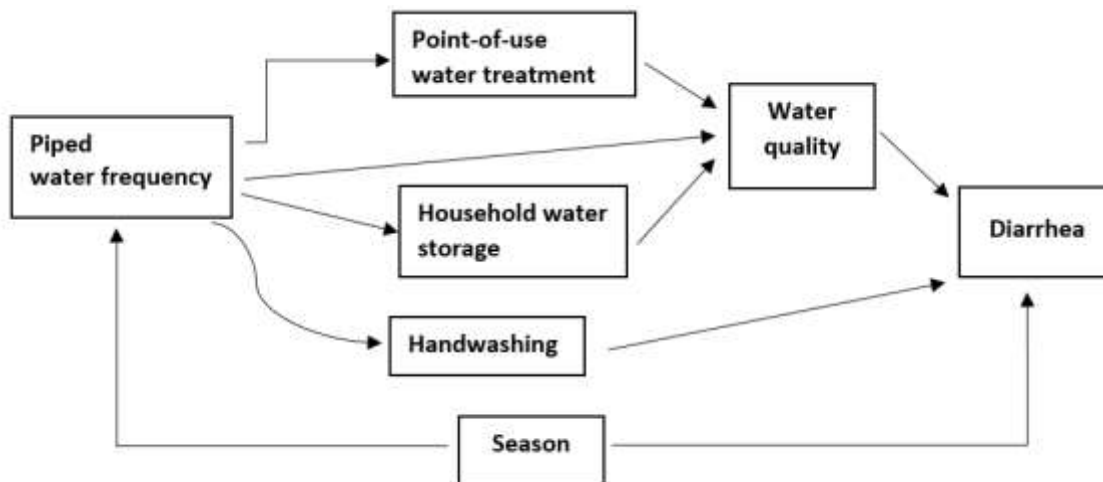 Point-of-use
water treatment
Piped
water frequency
Water
quality
Household water
storage
Diarrhea
Handwashing
Season